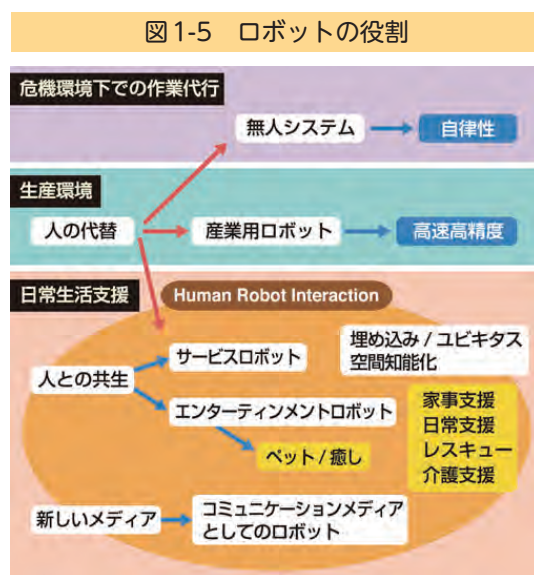 図1-5 ロボットの役割
危機環境下での作業代行
無人システム
自律性
生産環境
人の代替
産業用ロボット
高速高精度
日常生活支援
Human Robot Interaction
埋め込み / ユビキタス
空間知能化
サービスロボット
人との共生
エンターティンメントロボット
家事支援
日常支援
レスキュー
介護支援
ペット / 癒し
新しいメディア
コミュニケーションメディア
としてのロボット